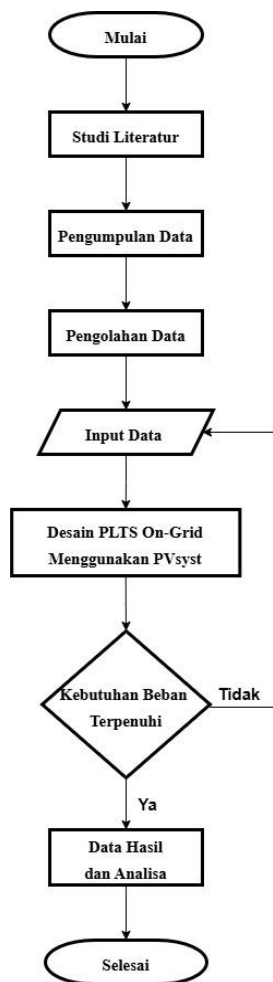 Mulai
Studi Literatur
Pengumpulan Data
Pengolahan Data
Input Data
Desain PLTS On-Grid
Menggunakan PVsyst
Kebutuhan Beban
Terpenuhi
Tidak
Ya
Data Hasil
dan Analisa
Selesai